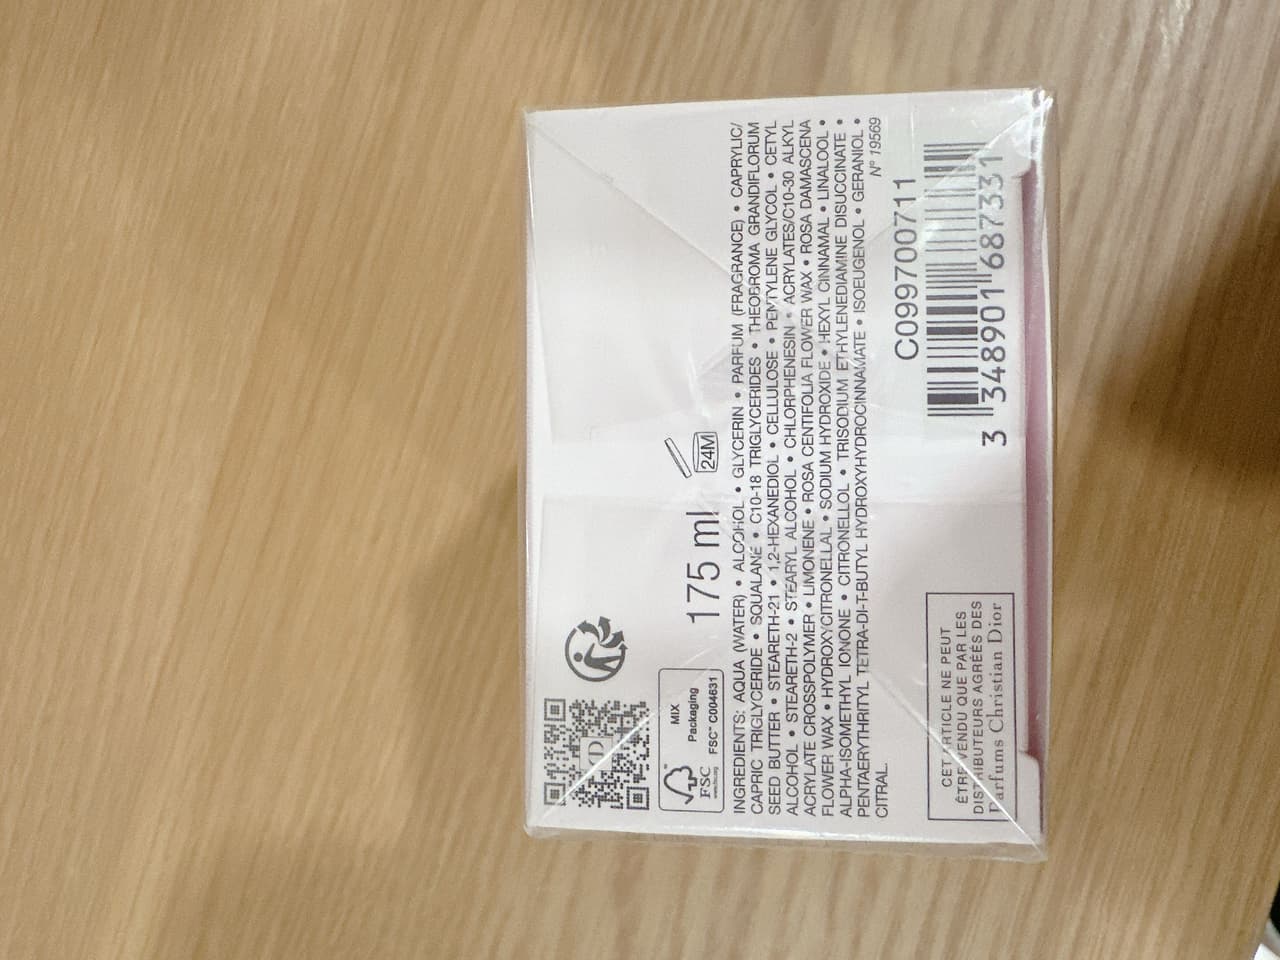 MIX
Packaging
FSC™ C004631
FSC
175 ml
24M
INGREDIENTS: AQUA (WATER) • ALCOHOL • GLYCERIN • PARFUM (FRAGRANCE) • CAPRYLIC/
CAPRIC TRIGLYCERIDE • SQUALANE • C10-18 TRIGLYCERIDES • THEOBROMA GRANDIFLORUM
SEED BUTTER • STEARETH-21 • 1,2-HEXANEDIOL • CELLULOSE • PENTYLENE GLYCOL • CETYL
ALCOHOL • STEARETH-2 • STEARYL ALCOHOL • CHLORPHENESIN • ACRYLATES/C10-30 ALKYL
ACRYLATE CROSSPOLYMER • LIMONENE • ROSA CENTIFOLIA FLOWER WAX • ROSA DAMASCENA
FLOWER WAX • HYDROXYCITRONELLAL • SODIUM HYDROXIDE • HEXYL CINNAMAL • LINALOOL •
ALPHA-ISOMETHYL IONONE • CITRONELLOL • TRISODIUM ETHYLENEDIAMINE DISUCCINATE •
PENTAERYTHRITYL TETRA-DI-T-BUTYL HYDROXYHYDROCINNAMATE • ISOEUGENOL • GERANIOL •
CITRAL.
N° 19569
CET ARTICLE NE PEUT
ÊTRE VENDU QUE PAR LES
DISTRIBUTEURS AGRÉÉS DES
Parfums Christian Dior
C099700711
3 348901 687331